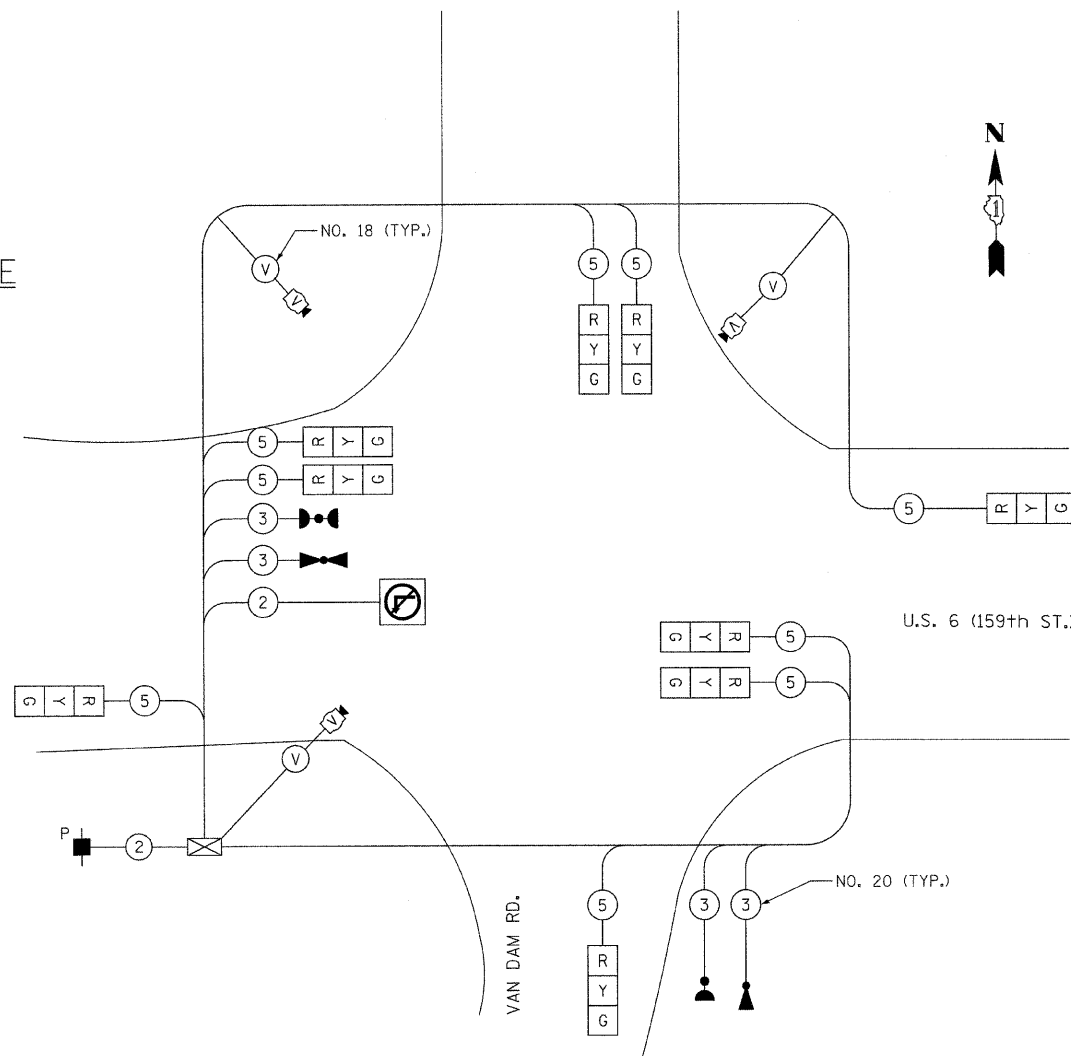 N
1
E
NO. 18 (TYP.)
V
V
V
V
5 5
R R
Y Y
G G
5 R Y G
5 R Y G
3
3
5 R Y G
2
U.S. 6 (159th ST.)
G Y R 5
G Y R 5
G Y R 5
V
V
P 2
NO. 20 (TYP.)
5 3 3
VAN DAM RD.
R
Y
G